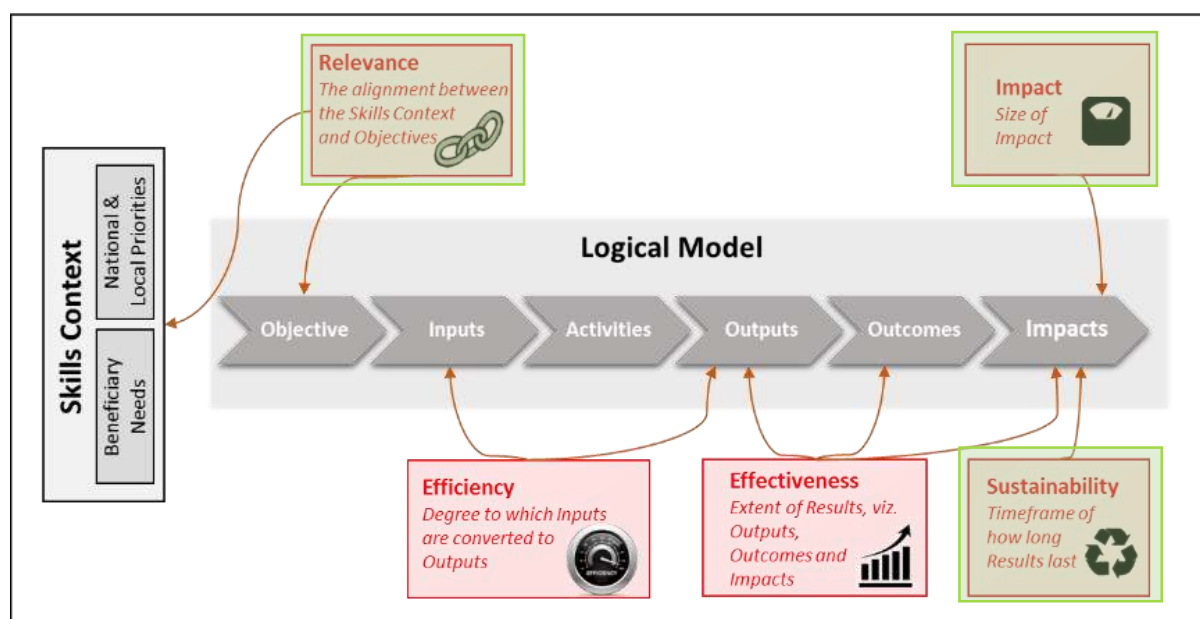 Relevance
The alignment between
the Skills Context
and Objectives
Impact
Size of
Impact
Skills Context
National &
Local Priorities
Beneficiary
Needs
Logical Model
Objective
Inputs
Activities
Outputs
Outcomes
Impacts
Efficiency
Degree to which Inputs
are converted to
Outputs
EFFICIENCY
Effectiveness
Extent of Results, viz.
Outputs,
Outcomes and
Impacts
Sustainability
Timeframe of
how long
Results last